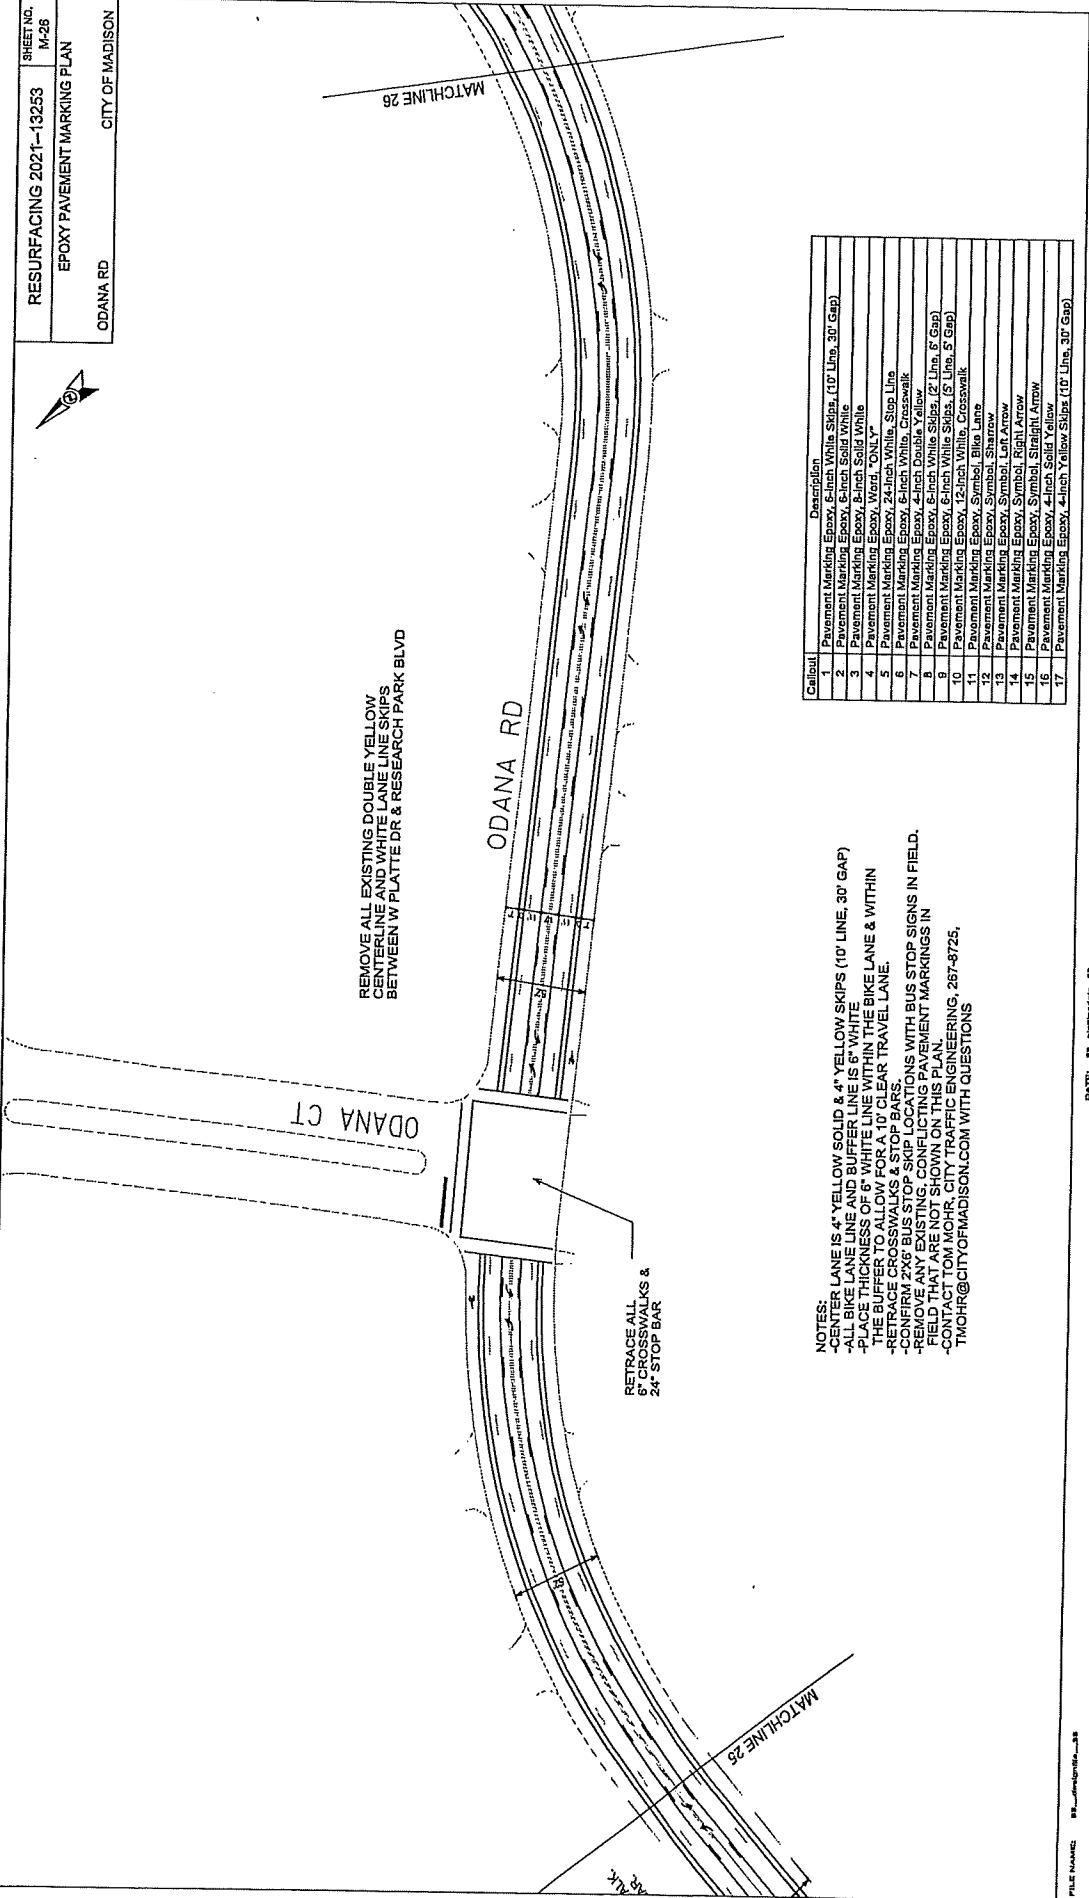 RESURFACING 2021–13253
SHEET NO.
M-26
EPOXY PAVEMENT MARKING PLAN
ODANA RD
CITY OF MADISON
MATCHLINE 26
REMOVE ALL EXISTING DOUBLE YELLOW
CENTERLINE AND WHITE LANE LINE SKIPS
BETWEEN W PLATTE DR & RESEARCH PARK BLVD
ODANA RD
ODANA CT
RETRACE ALL
6" CROSSWALKS &
24" STOP BAR
MATCHLINE 25
NOTES:
-CENTER LANE IS 4" YELLOW SOLID & 4" YELLOW SKIPS (10' LINE, 30' GAP)
-ALL BIKE LANE LINE AND BUFFER LINE IS 6" WHITE
-PLACE THICKNESS OF 6" WHITE LINE WITHIN THE BIKE LANE & WITHIN
THE BUFFER TO ALLOW FOR A 10' CLEAR TRAVEL LANE.
-RETRACE CROSSWALKS & STOP BARS.
-CONFIRM 2'X6' BUS STOP SKIP LOCATIONS WITH BUS STOP SIGNS IN FIELD.
-REMOVE ANY EXISTING, CONFLICTING PAVEMENT MARKINGS IN
FIELD THAT ARE NOT SHOWN ON THIS PLAN.
-CONTACT TOM MOHR, CITY TRAFFIC ENGINEERING, 267-8725,
TMOHR@CITYOFMADISON.COM WITH QUESTIONS
Callout Description
1 Pavement Marking Epoxy, 6-Inch White Skips, (10' Line, 30' Gap)
2 Pavement Marking Epoxy, 6-Inch Solid White
3 Pavement Marking Epoxy, 8-Inch Solid White
4 Pavement Marking Epoxy, Word, "ONLY"
5 Pavement Marking Epoxy, 24-Inch White, Stop Line
6 Pavement Marking Epoxy, 6-Inch White, Crosswalk
7 Pavement Marking Epoxy, 4-Inch Double Yellow
8 Pavement Marking Epoxy, 6-Inch White Skips, (2' Line, 6' Gap)
9 Pavement Marking Epoxy, 6-Inch White Skips, (5' Line, 5' Gap)
10 Pavement Marking Epoxy, 12-Inch White, Crosswalk
11 Pavement Marking Epoxy, Symbol, Bike Lane
12 Pavement Marking Epoxy, Symbol, Sharrow
13 Pavement Marking Epoxy, Symbol, Left Arrow
14 Pavement Marking Epoxy, Symbol, Right Arrow
15 Pavement Marking Epoxy, Symbol, Straight Arrow
16 Pavement Marking Epoxy, 4-Inch Solid Yellow
17 Pavement Marking Epoxy, 4-Inch Yellow Skips (10' Line, 30' Gap)
FILE NAME: